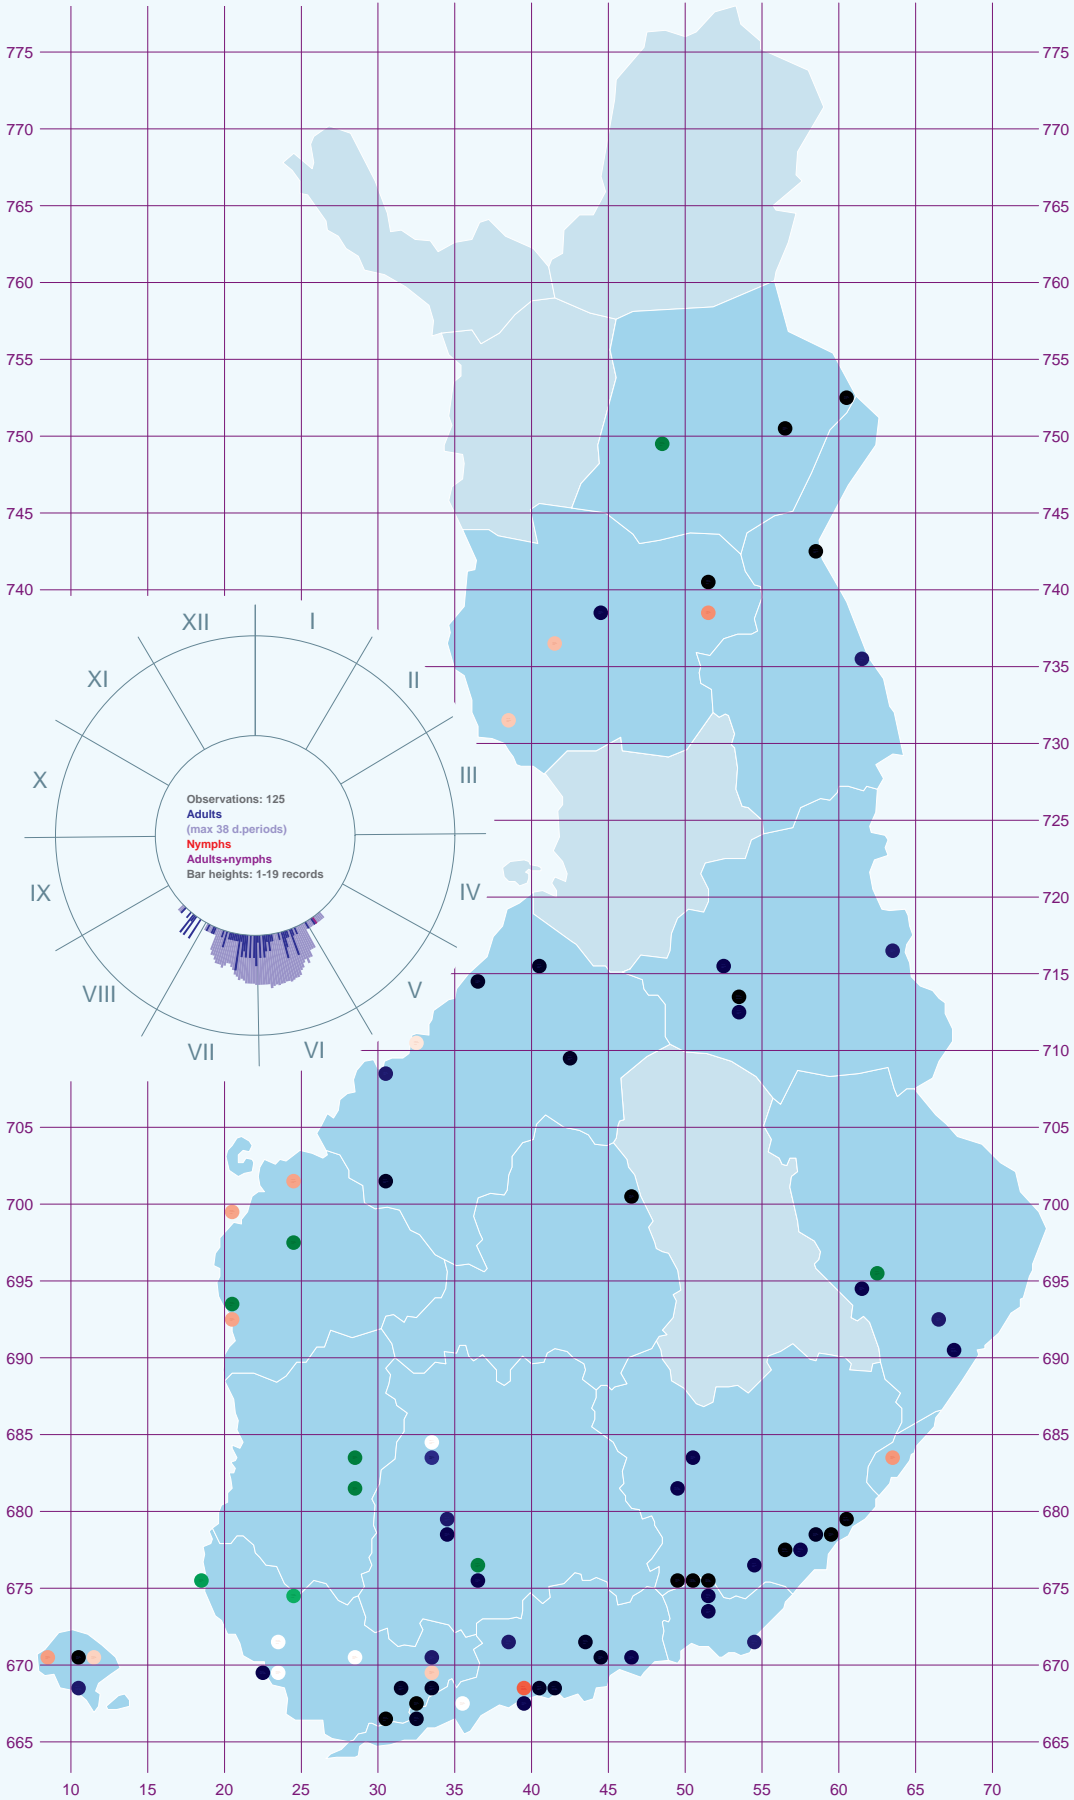 775 775
770 770
765 765
760 760
755 755
750 750
745 745
740 740
XII I
XI II
735 735
730 730
X III
725 725
Observations: 125
Adults
(max 38 d.periods)
Nymphs
Adults+nymphs
Bar heights: 1-19 records
IX IV
720 720
715 715
VIII V
VII VI
710
705 705
700 700
695 695
690 690
685 685
680 680
675 675
670 670
665 665
10 15 20 25 30 35 40 45 50 55 60 65 70